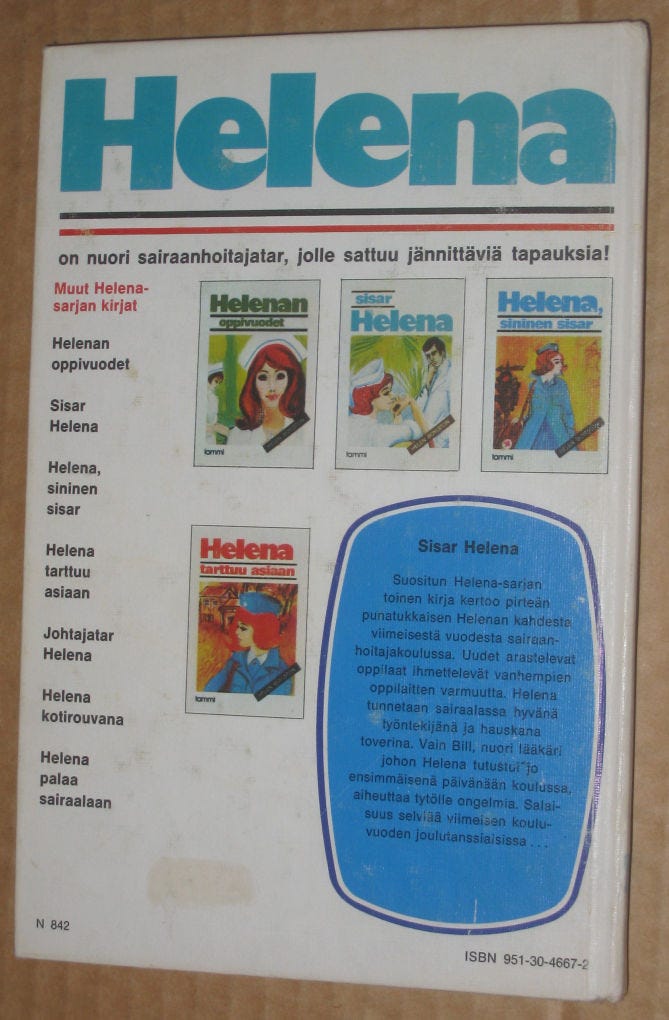 Helena
on nuori sairaanhoitajatar, jolle sattuu jännittäviä tapauksia!
Muut Helena-
sarjan kirjat
Helenan
oppivuodet
Sisar
Helena
Helena,
sininen
sisar
Helena
tarttuu
asiaan
Johtajatar
Helena
Helena
kotirouvana
Helena
palaa
sairaalaan
Helenan
oppivuodet
tammi
sisar
Helena
tammi
Helena,
sininen sisar
tammi
Helena
tarttuu asiaan
tammi
Sisar Helena
Suositun Helena-sarjan
toinen kirja kertoo pirteän
punatukkaisen Helenan kahdesta
viimeisestä vuodesta sairaan-
hoitajakoulussa. Uudet arastelevat
oppilaat ihmettelevät vanhempien
oppilaitten varmuutta. Helena
tunnetaan sairaalassa hyvänä
työntekijänä ja hauskana
toverina. Vain Bill, nuori lääkäri
johon Helena tutustui jo
ensimmäisenä päivänään koulussa,
aiheuttaa tytölle ongelmia. Salai-
suus selviää viimeisen koulu-
vuoden joulutanssiaisissa ...
N 842
ISBN 951-30-4667-2